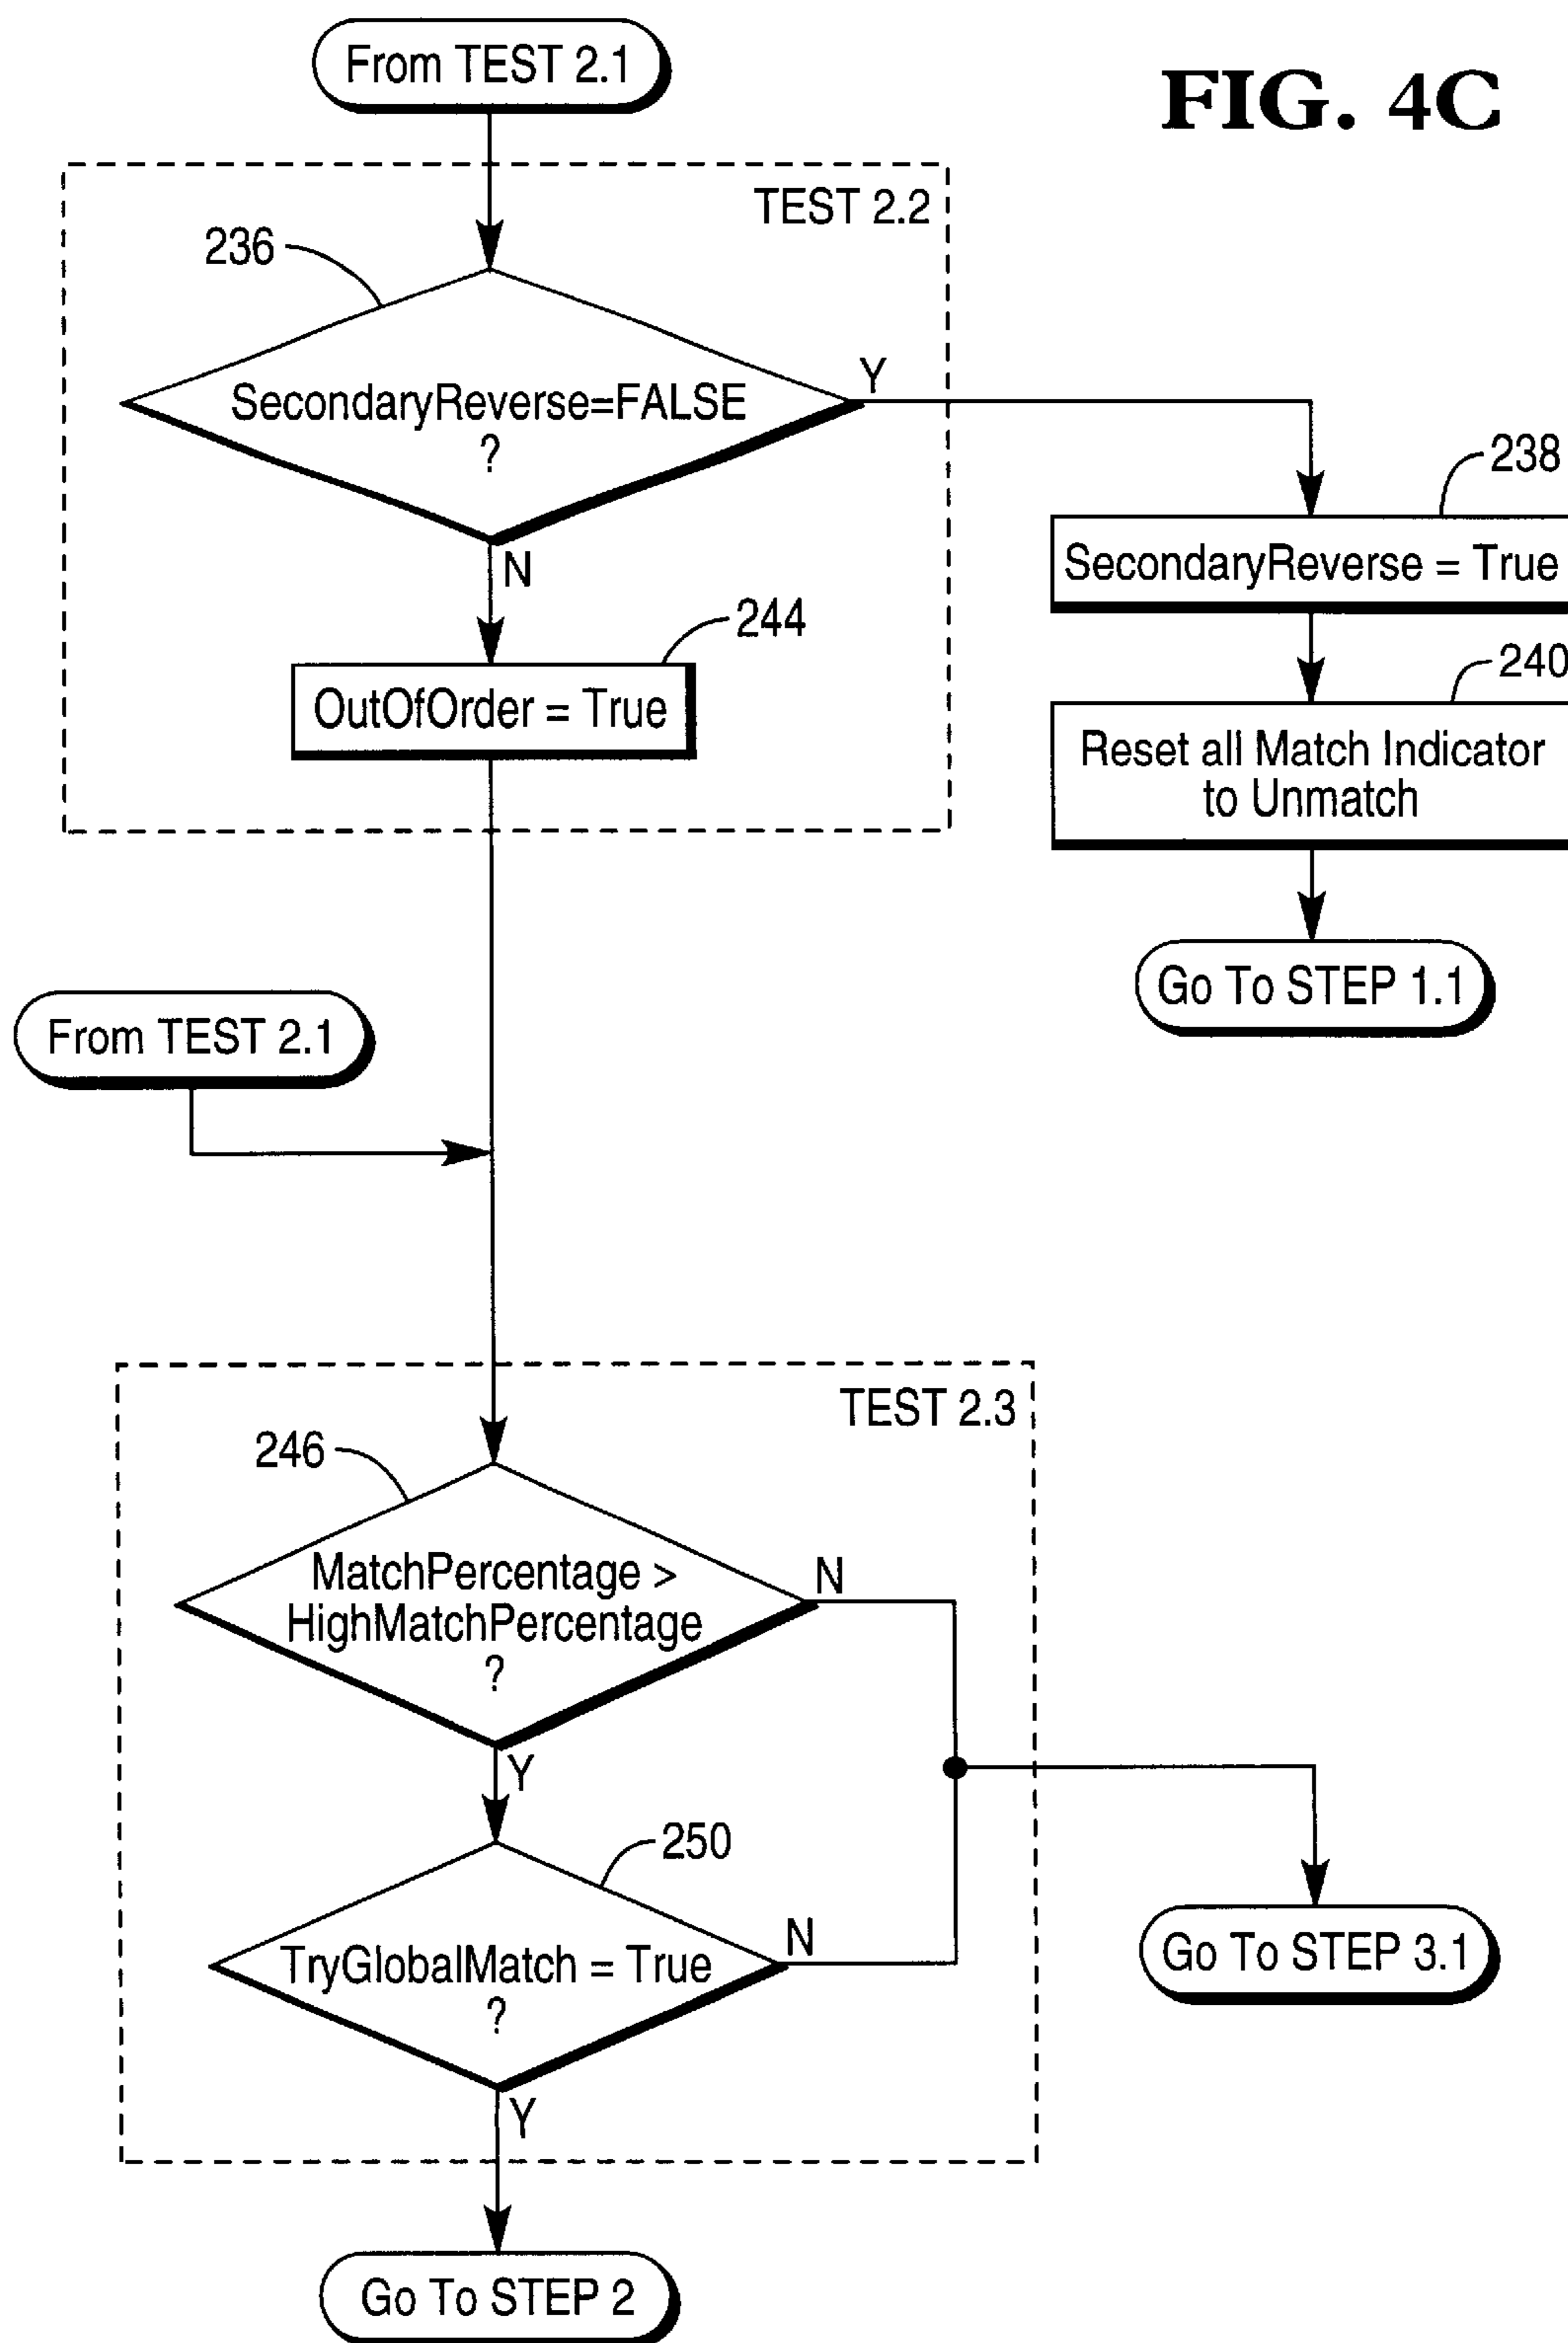 From TEST 2.1
FIG. 4C
TEST 2.2
236
SecondaryReverse=FALSE
?
Y
N
238
SecondaryReverse = True
244
OutOfOrder = True
240
Reset all Match Indicator
to Unmatch
Go To STEP 1.1
From TEST 2.1
TEST 2.3
246
MatchPercentage >
HighMatchPercentage
?
N
Y
250
TryGlobalMatch = True
?
N
Y
Go To STEP 3.1
Go To STEP 2